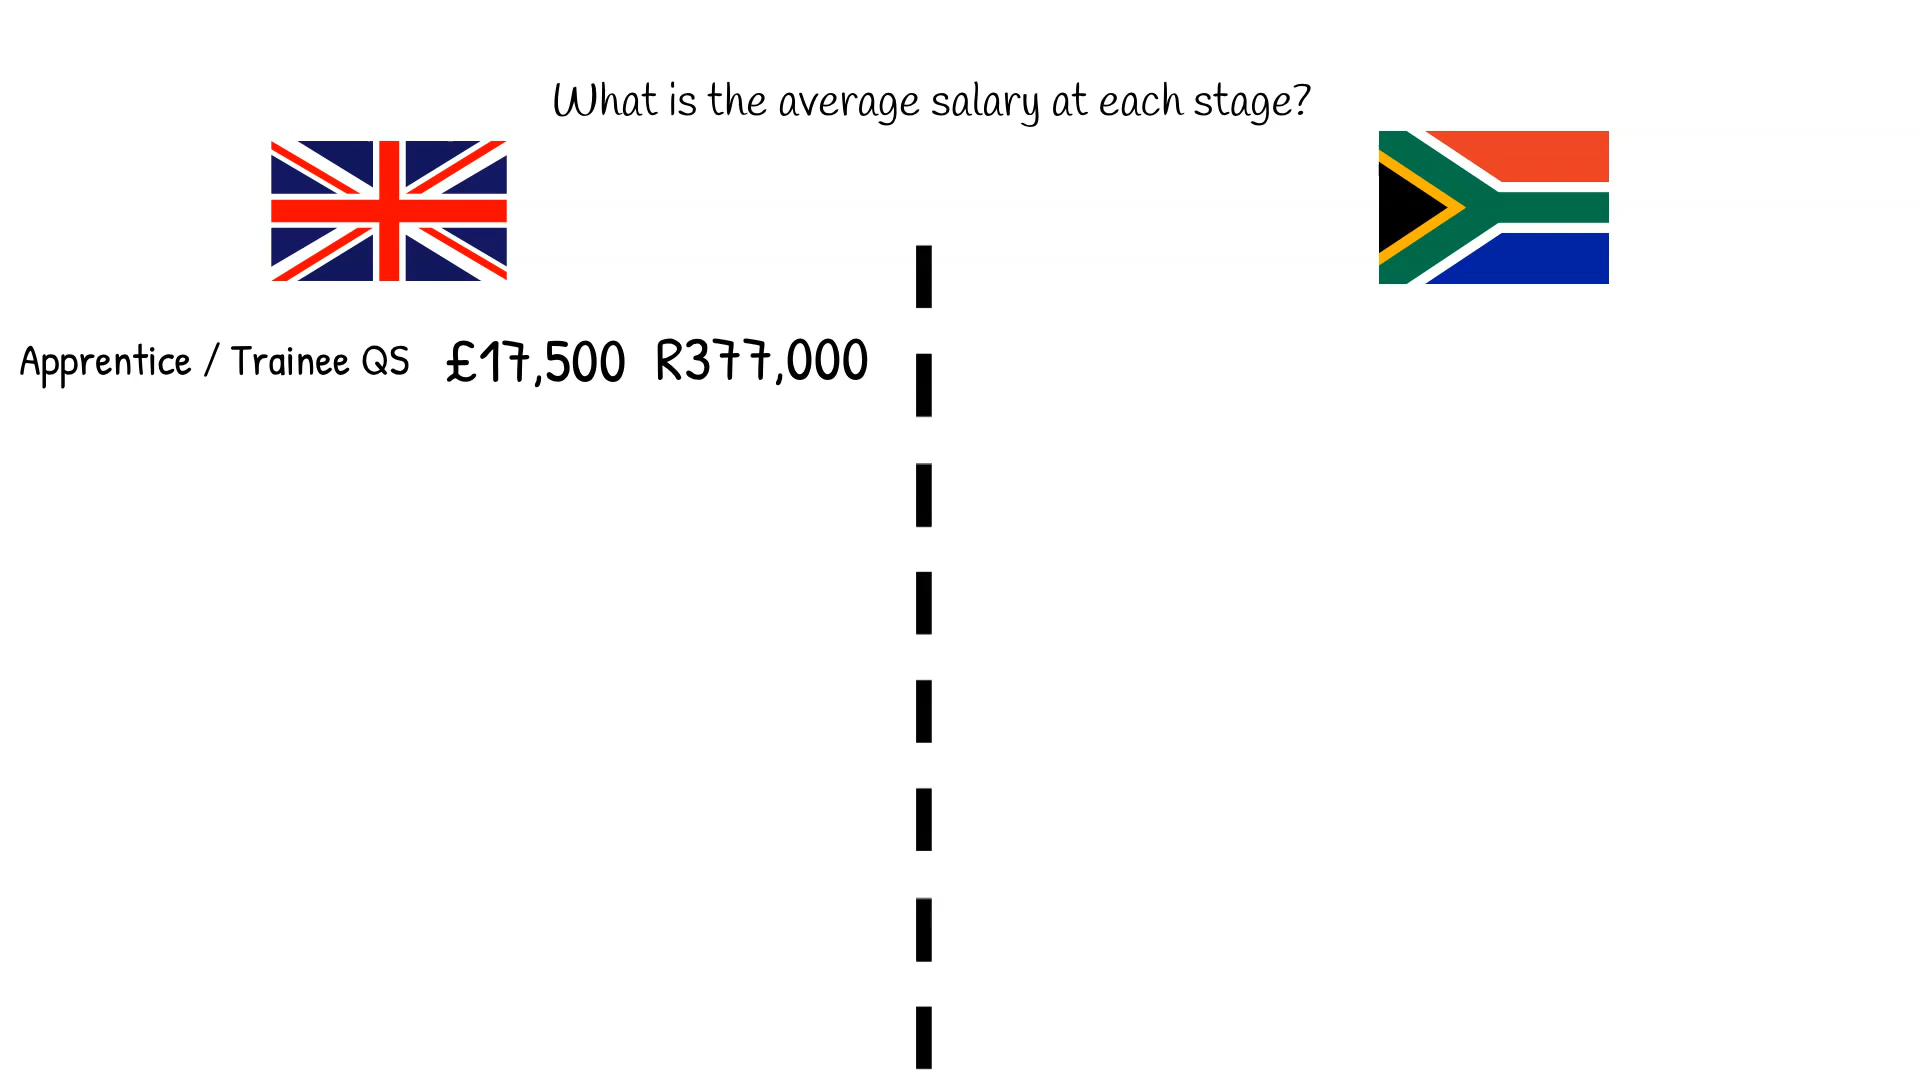 What is the average salary at each stage?
Apprentice / Trainee QS £17,500 R377,000